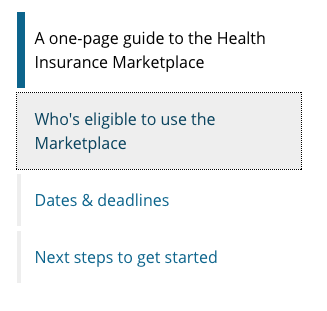 A one-page guide to the Health
Insurance Marketplace
Who's eligible to use the
Marketplace
Dates & deadlines
Next steps to get started